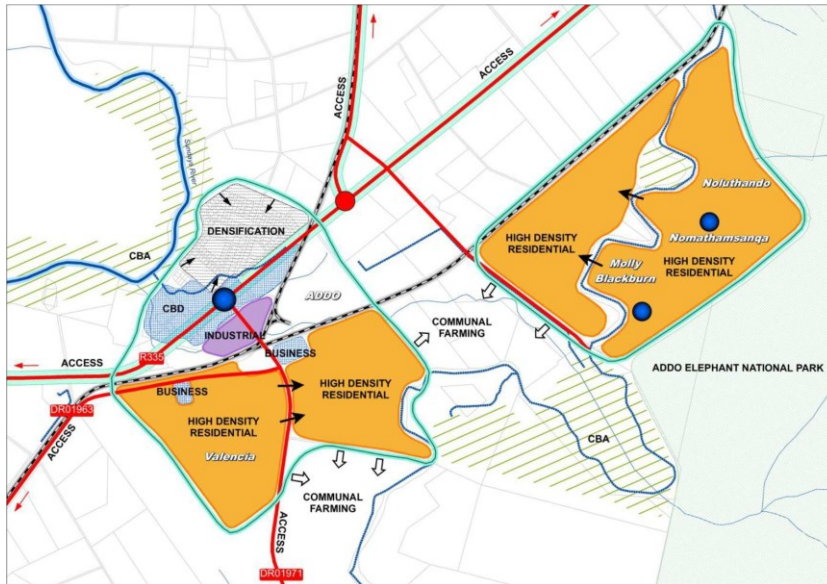 ACCESS
ACCESS
Sundays River
DENSIFICATION
CBA
CBD
ADDO
INDUSTRIAL
BUSINESS
BUSINESS
ACCESS
R335
DR01963
ACCESS
HIGH DENSITY
RESIDENTIAL
Valencia
HIGH DENSITY
RESIDENTIAL
COMMUNAL
FARMING
ACCESS
DR01971
COMMUNAL
FARMING
HIGH DENSITY
RESIDENTIAL
Noluthando
Nomathamsanqa
HIGH DENSITY
RESIDENTIAL
Molly
Blackburn
ADDO ELEPHANT NATIONAL PARK
CBA